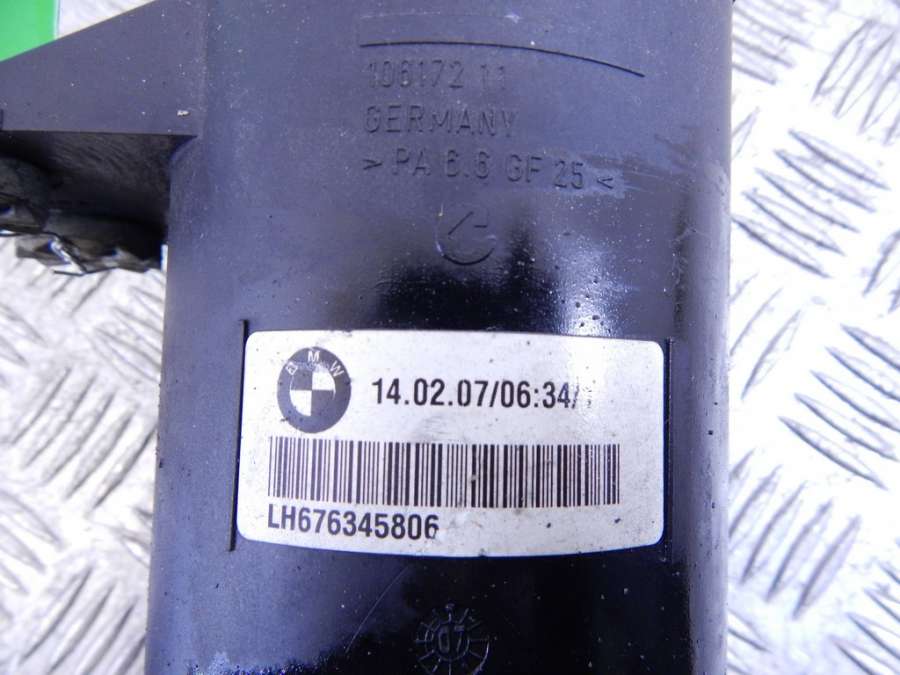 106172 11
GERMANY
> PA 6.6 GF 25 <
BMW
14.02.07/06:34/
LH676345806